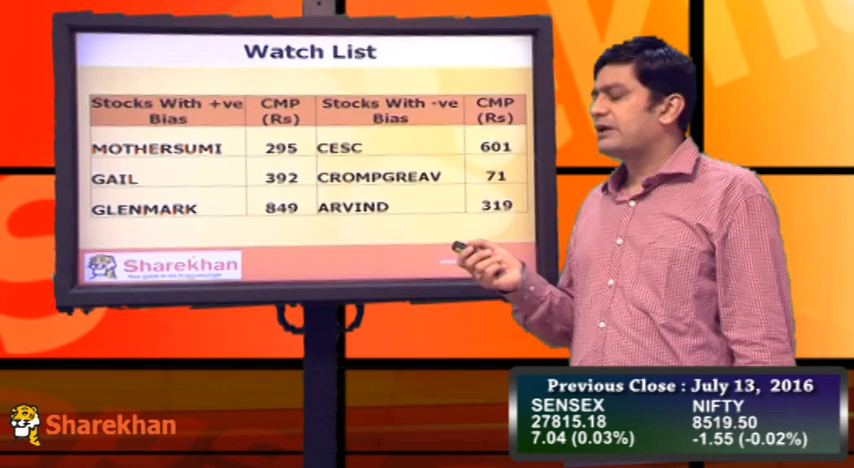 Watch List
Stocks With +ve Bias CMP (Rs) Stocks With -ve Bias CMP (Rs)
MOTHERSUMI 295 CESC 601
GAIL 392 CROMPGREAV 71
GLENMARK 849 ARVIND 319
Sharekhan
Sharekhan
Previous Close : July 13, 2016
SENSEX NIFTY
27815.18 8519.50
7.04 (0.03%) -1.55 (-0.02%)